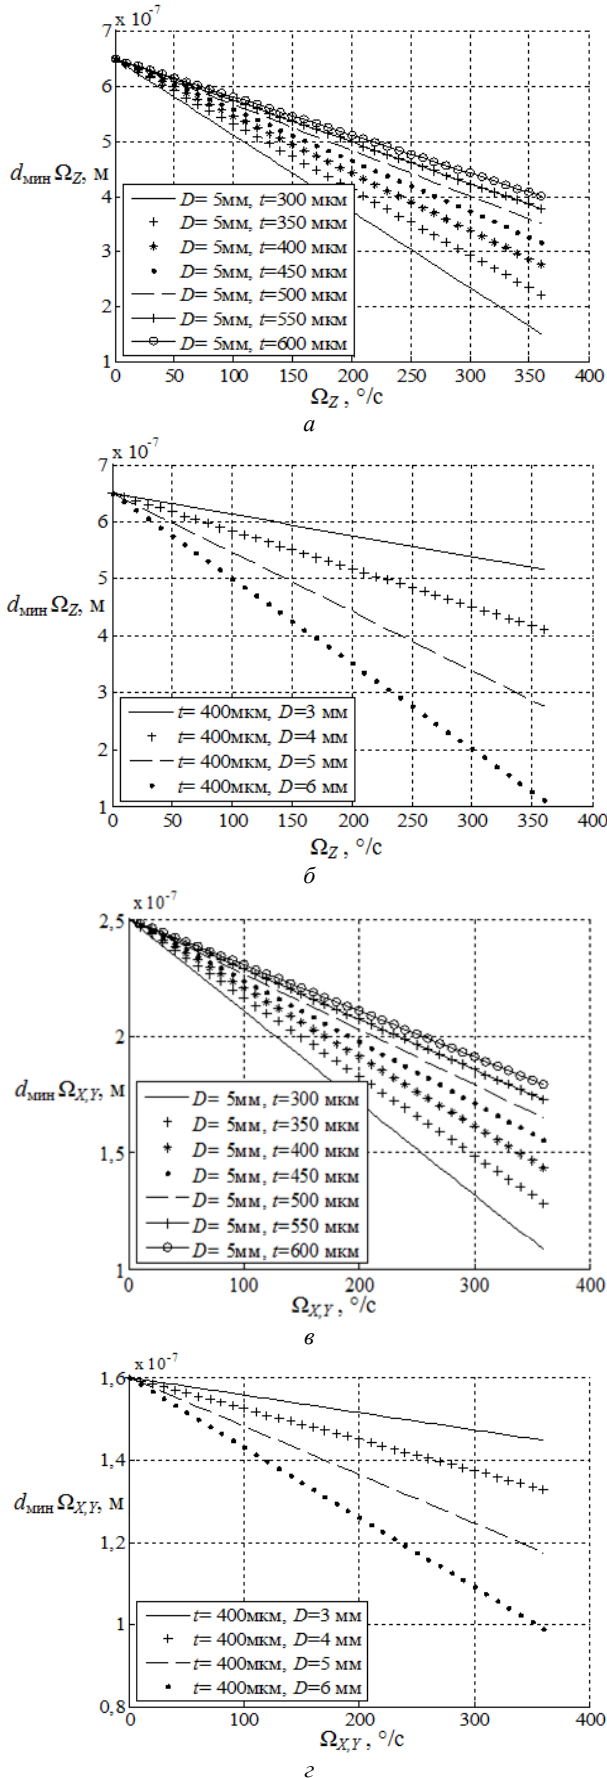 x 10⁻⁷
7
6
5
d_мин Ω_Z, м
4
3
2
1
D= 5мм, t=300 мкм
D= 5мм, t=350 мкм
D= 5мм, t=400 мкм
D= 5мм, t=450 мкм
D= 5мм, t=500 мкм
D= 5мм, t=550 мкм
D= 5мм, t=600 мкм
0 50 100 150 200 250 300 350 400
Ω_Z , °/с
а
x 10⁻⁷
7
6
5
d_мин Ω_Z, м
4
3
2
1
t= 400мкм, D=3 мм
t= 400мкм, D=4 мм
t= 400мкм, D=5 мм
t= 400мкм, D=6 мм
0 50 100 150 200 250 300 350 400
Ω_Z , °/с
б
x 10⁻⁷
2,5
2
d_мин Ω_X,Y, м
1,5
1
D= 5мм, t=300 мкм
D= 5мм, t=350 мкм
D= 5мм, t=400 мкм
D= 5мм, t=450 мкм
D= 5мм, t=500 мкм
D= 5мм, t=550 мкм
D= 5мм, t=600 мкм
0 100 200 300 400
Ω_X,Y , °/с
в
x 10⁻⁷
1,6
1,4
d_мин Ω_X,Y, м
1,2
1
0,8
t= 400мкм, D=3 мм
t= 400мкм, D=4 мм
t= 400мкм, D=5 мм
t= 400мкм, D=6 мм
0 100 200 300 400
Ω_X,Y , °/с
г